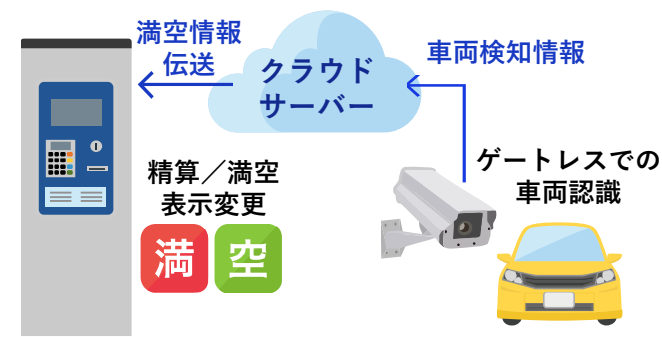 満空情報
伝送
クラウド
サーバー
車両検知情報
精算／満空
表示変更
満
空
ゲートレスでの
車両認識